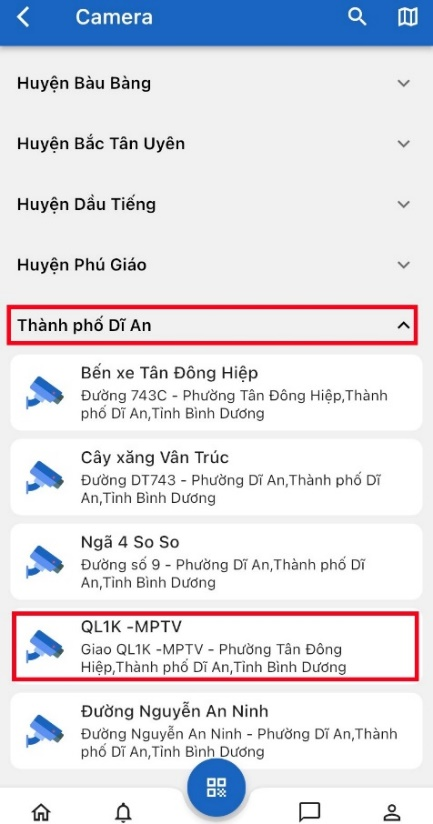 Camera
Huyện Bàu Bàng
Huyện Bắc Tân Uyên
Huyện Dầu Tiếng
Huyện Phú Giáo
Thành phố Dĩ An
Bến xe Tân Đông Hiệp
Đường 743C - Phường Tân Đông Hiệp,Thành
phố Dĩ An,Tỉnh Bình Dương
Cây xăng Vân Trúc
Đường DT743 - Phường Dĩ An,Thành phố Dĩ
An,Tỉnh Bình Dương
Ngã 4 So So
Đường số 9 - Phường Dĩ An,Thành phố Dĩ
An,Tỉnh Bình Dương
QL1K -MPTV
Giao QL1K -MPTV - Phường Tân Đông
Hiệp,Thành phố Dĩ An,Tỉnh Bình Dương
Đường Nguyễn An Ninh
Đường Nguyễn An Ninh - Phường Dĩ An,Thành
phố Dĩ An,Tỉnh Bình Dương